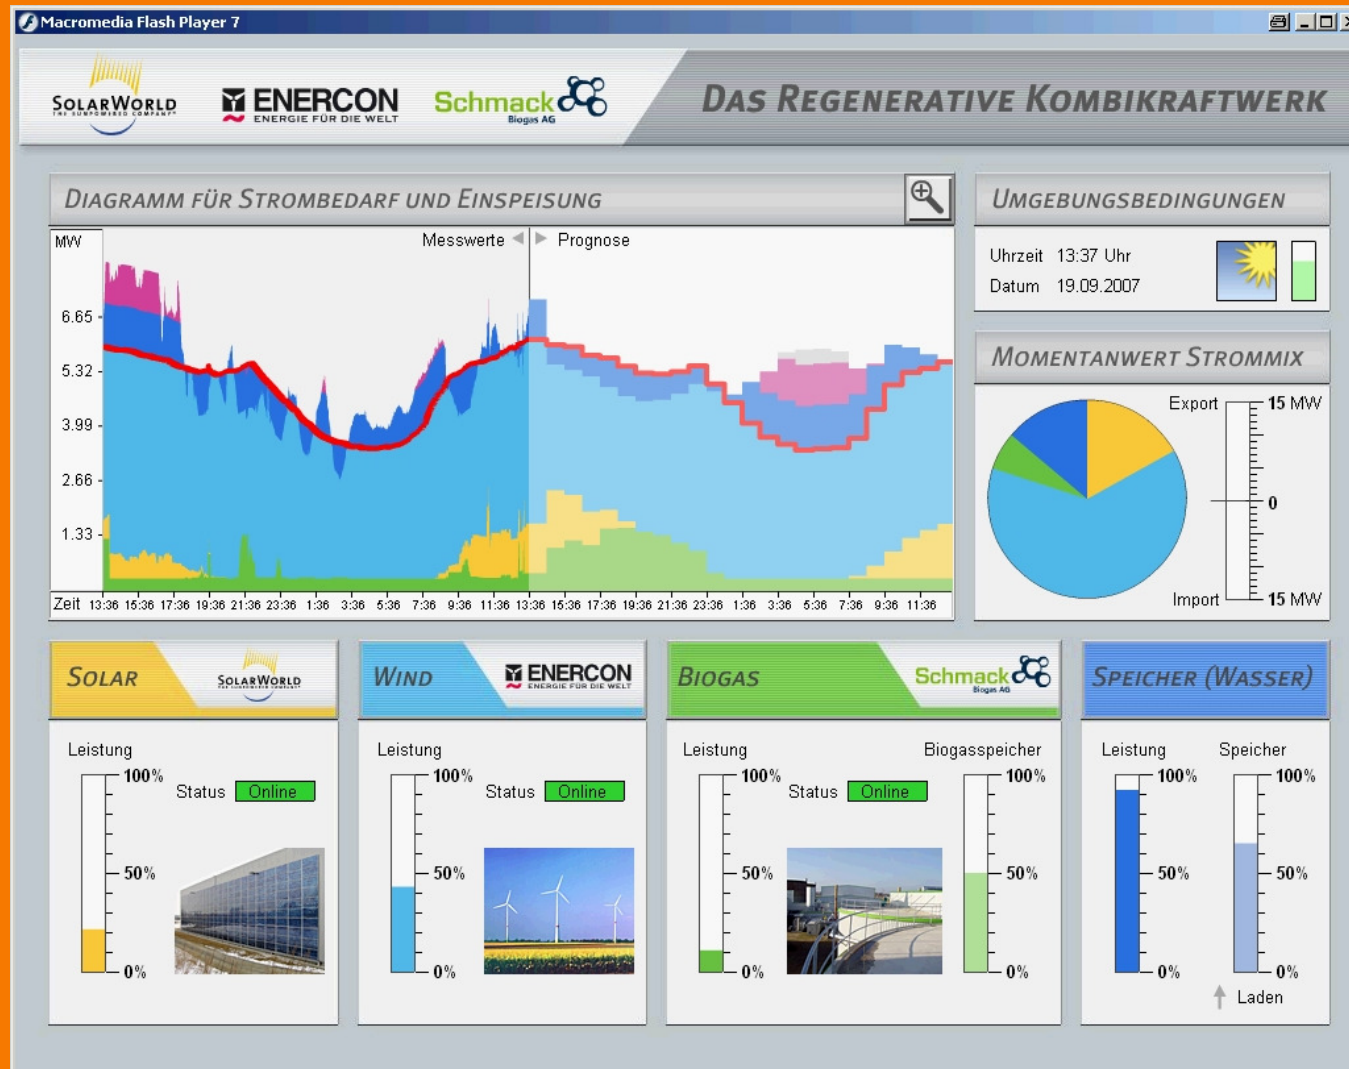 Macromedia Flash Player 7
SOLARWORLD
THE SUNPOWERED COMPANY
ENERCON
ENERGIE FÜR DIE WELT
Schmack
Biogas AG
DAS REGENERATIVE KOMBIKRAFTWERK
DIAGRAMM FÜR STROMBEDARF UND EINSPEISUNG
MW
Messwerte
Prognose
6.65
5.32
3.99
2.66
1.33
Zeit 13:36 15:36 17:36 19:36 21:36 23:36 1:36 3:36 5:36 7:36 9:36 11:36 13:36 15:36 17:36 19:36 21:36 23:36 1:36 3:36 5:36 7:36 9:36 11:36
UMGEBUNGSBEDINGUNGEN
Uhrzeit 13:37 Uhr
Datum 19.09.2007
MOMENTANWERT STROMMIX
Export 15 MW
0
Import 15 MW
SOLAR
SOLARWORLD
THE SUNPOWERED COMPANY
Leistung
100%
Status Online
50%
0%
WIND
ENERCON
ENERGIE FÜR DIE WELT
Leistung
100%
Status Online
50%
0%
BIOGAS
Schmack
Biogas AG
Leistung
Biogasspeicher
100%
Status Online
100%
50%
50%
0%
0%
SPEICHER (WASSER)
Leistung
Speicher
100%
100%
50%
50%
0%
0%
Laden